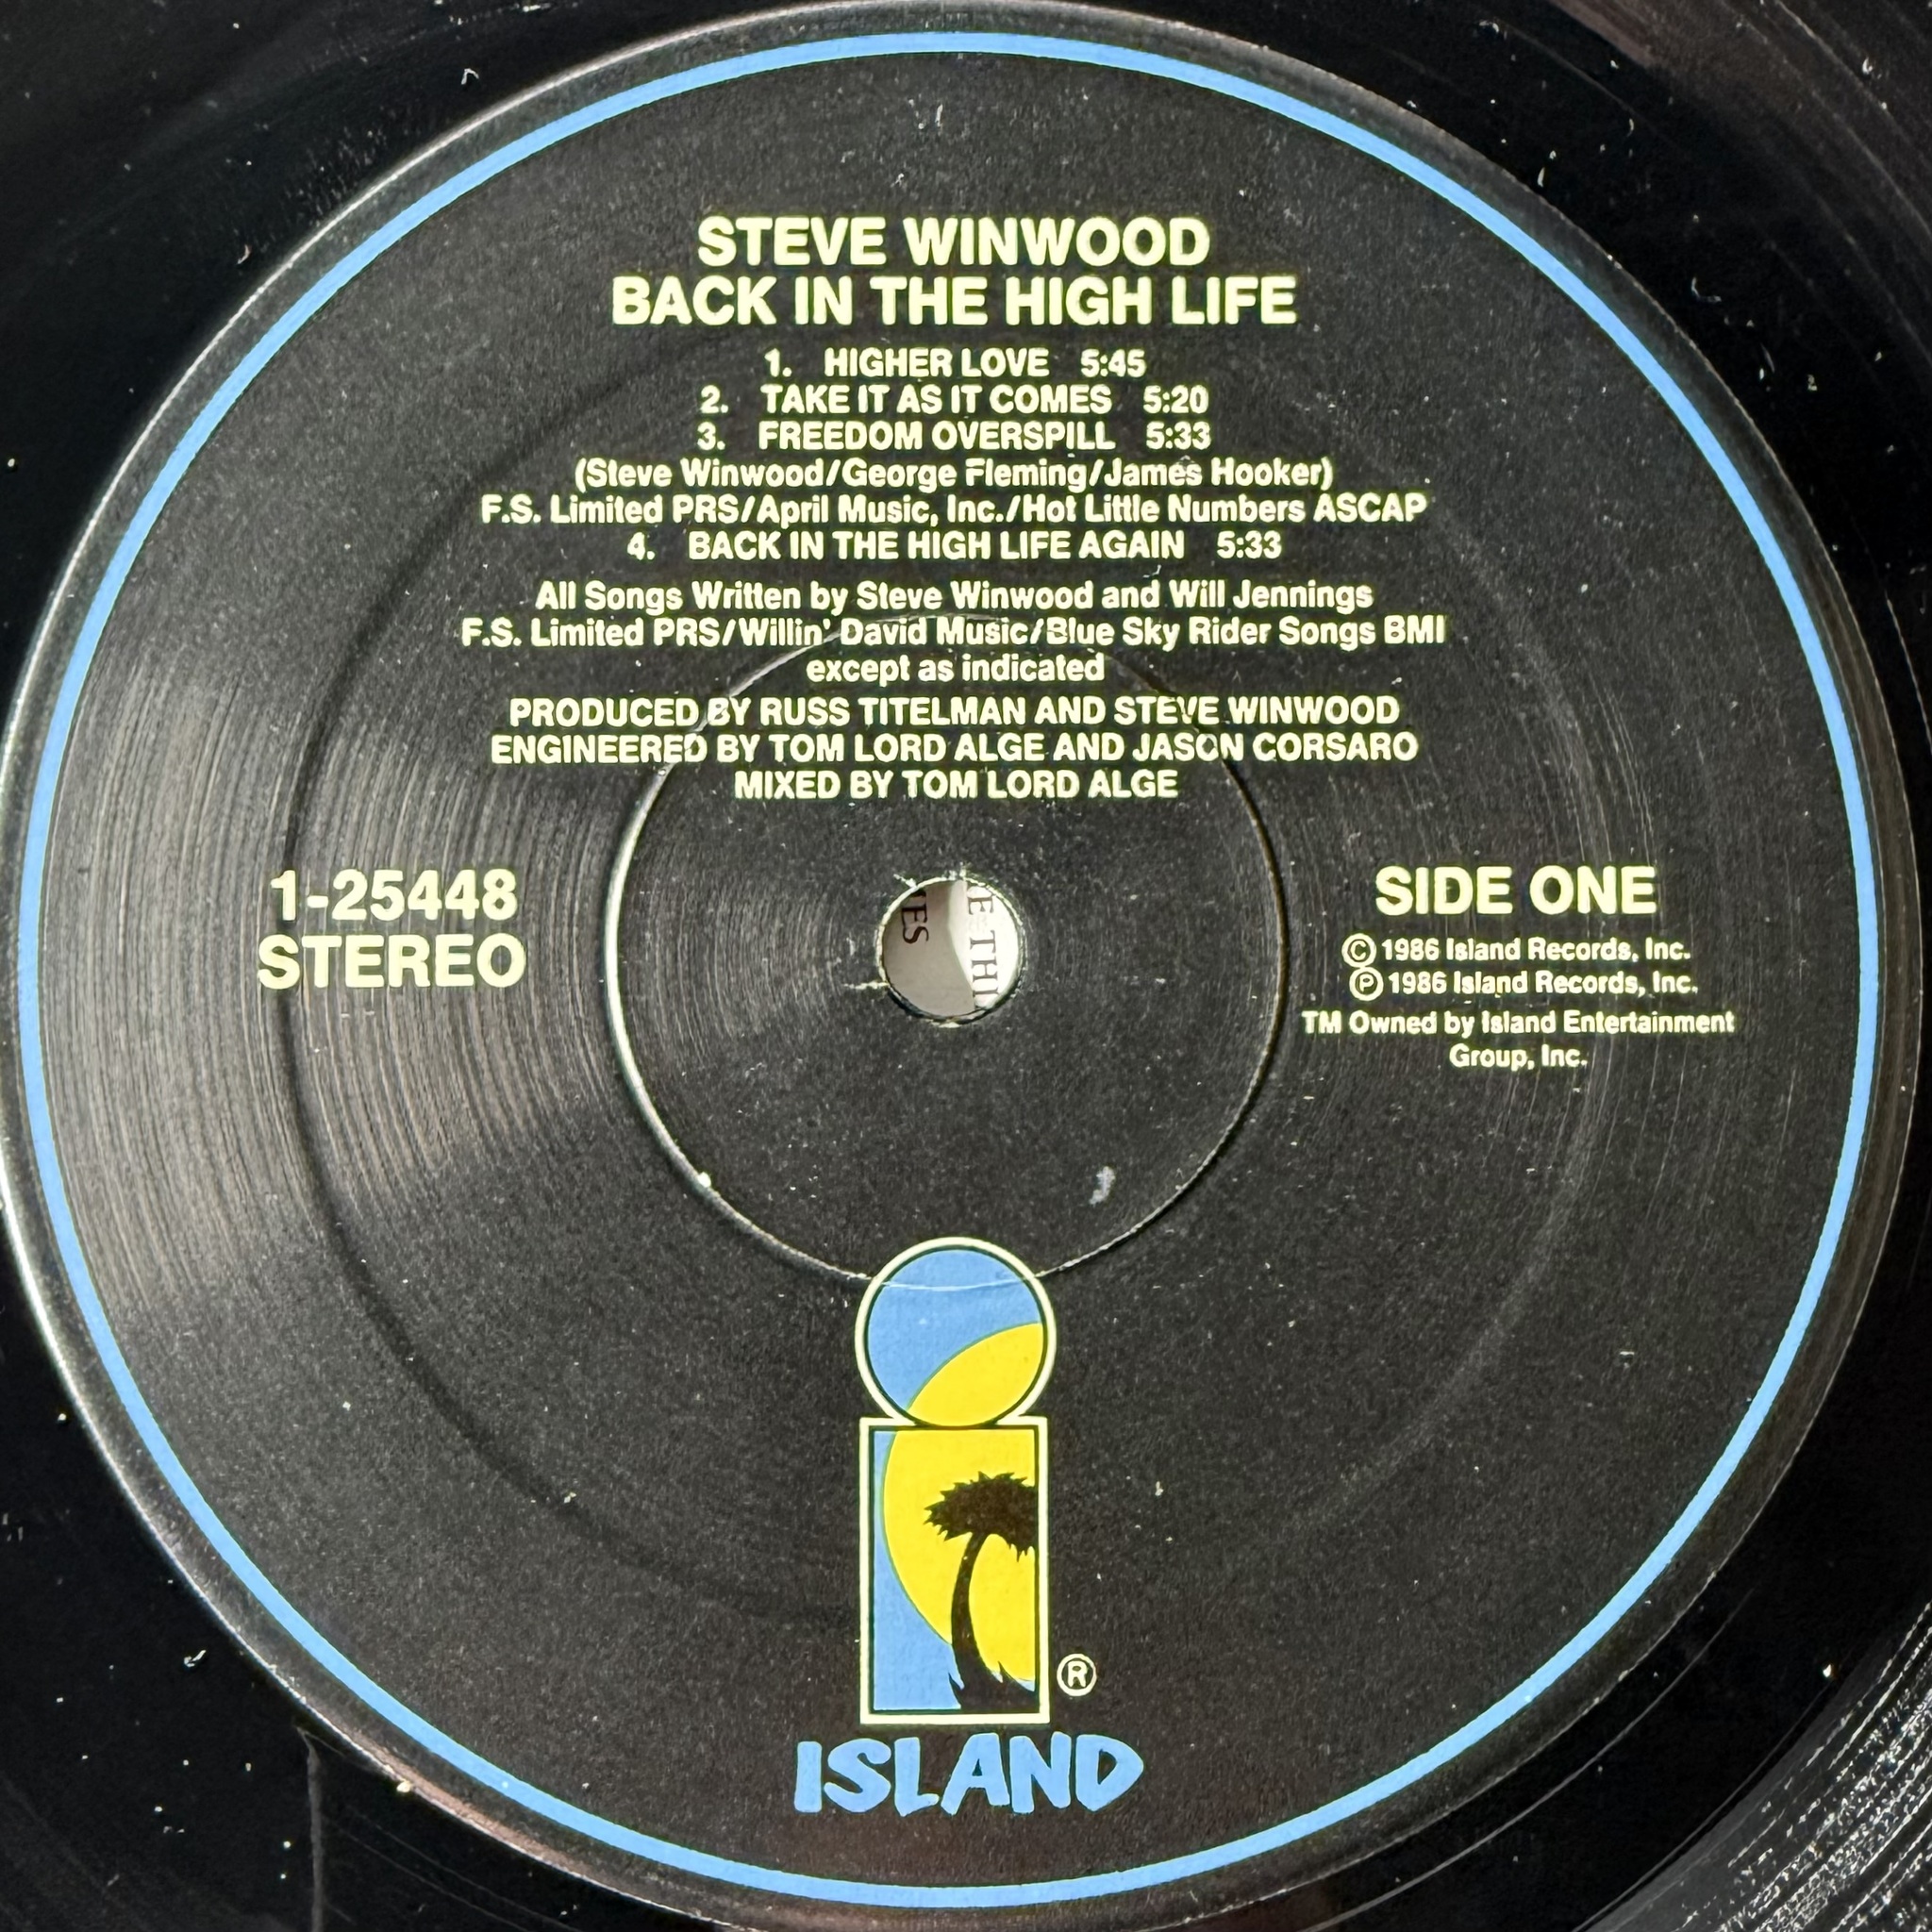 STEVE WINWOOD
BACK IN THE HIGH LIFE
1. HIGHER LOVE 5:45
2. TAKE IT AS IT COMES 5:20
3. FREEDOM OVERSPILL 5:33
(Steve Winwood/George Fleming/James Hooker)
F.S. Limited PRS/April Music, Inc./Hot Little Numbers ASCAP
4. BACK IN THE HIGH LIFE AGAIN 5:33
All Songs Written by Steve Winwood and Will Jennings
F.S. Limited PRS/Willin' David Music/Blue Sky Rider Songs BMI
except as indicated
PRODUCED BY RUSS TITELMAN AND STEVE WINWOOD
ENGINEERED BY TOM LORD ALGE AND JASON CORSARO
MIXED BY TOM LORD ALGE
1-25448
STEREO
SIDE ONE
Ⓒ 1986 Island Records, Inc.
Ⓟ 1986 Island Records, Inc.
TM Owned by Island Entertainment
Group, Inc.
®
ISLAND